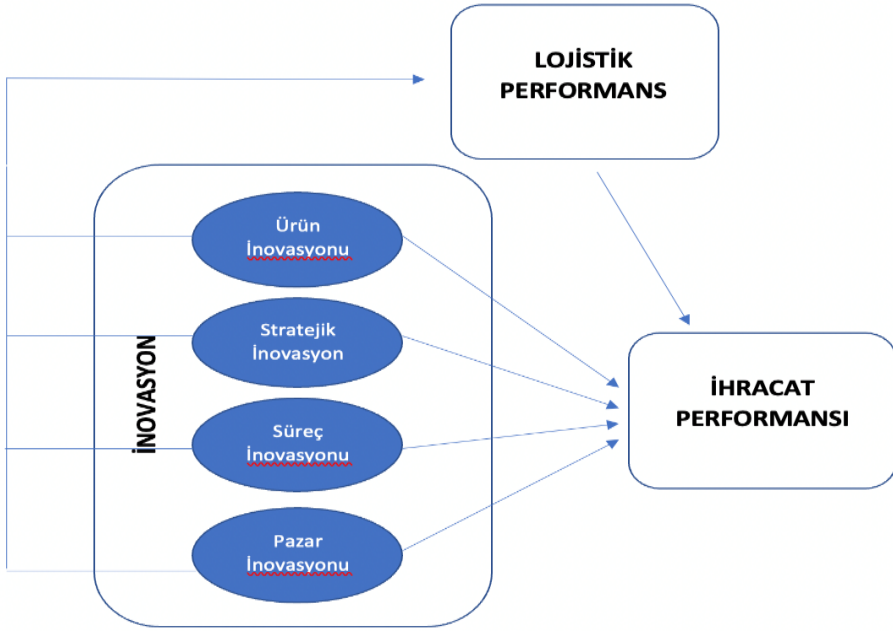 LOJİSTİK
PERFORMANS
Ürün
İnovasyonu
Stratejik
İnovasyon
İNOVASYON
Süreç
İnovasyonu
Pazar
İnovasyonu
İHRACAT
PERFORMANSI